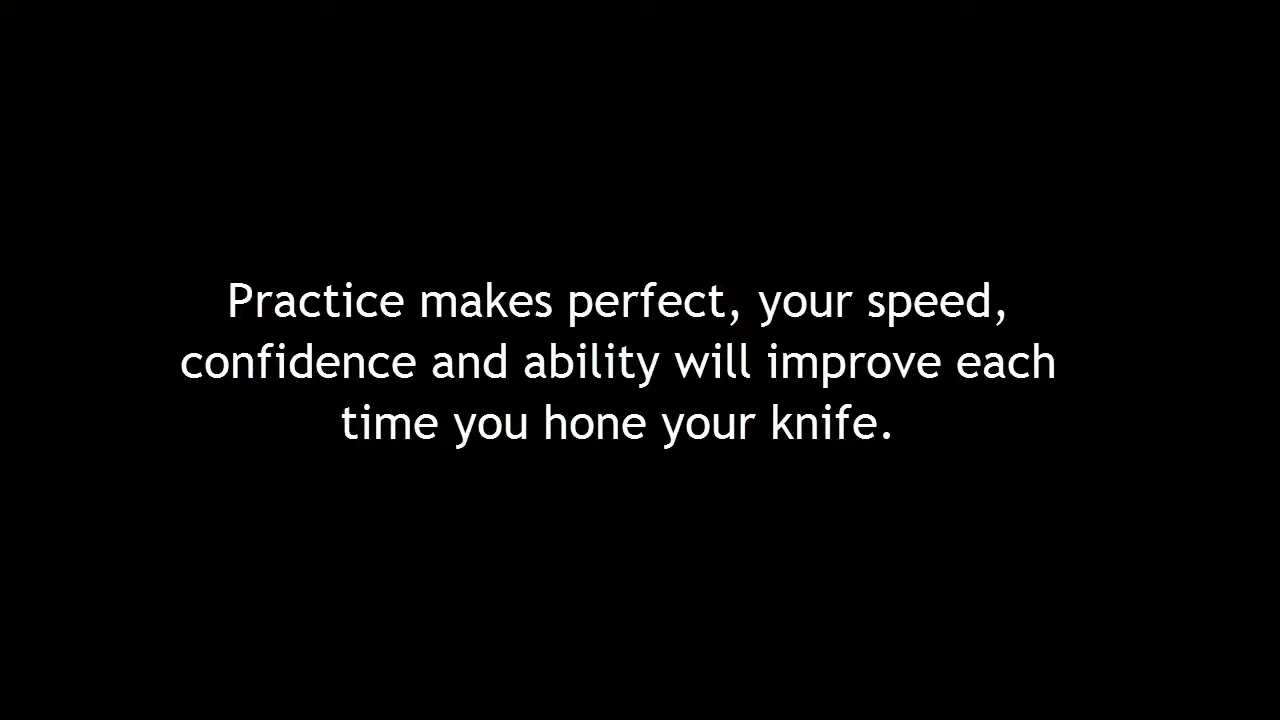 Practice makes perfect, your speed,
confidence and ability will improve each
time you hone your knife.